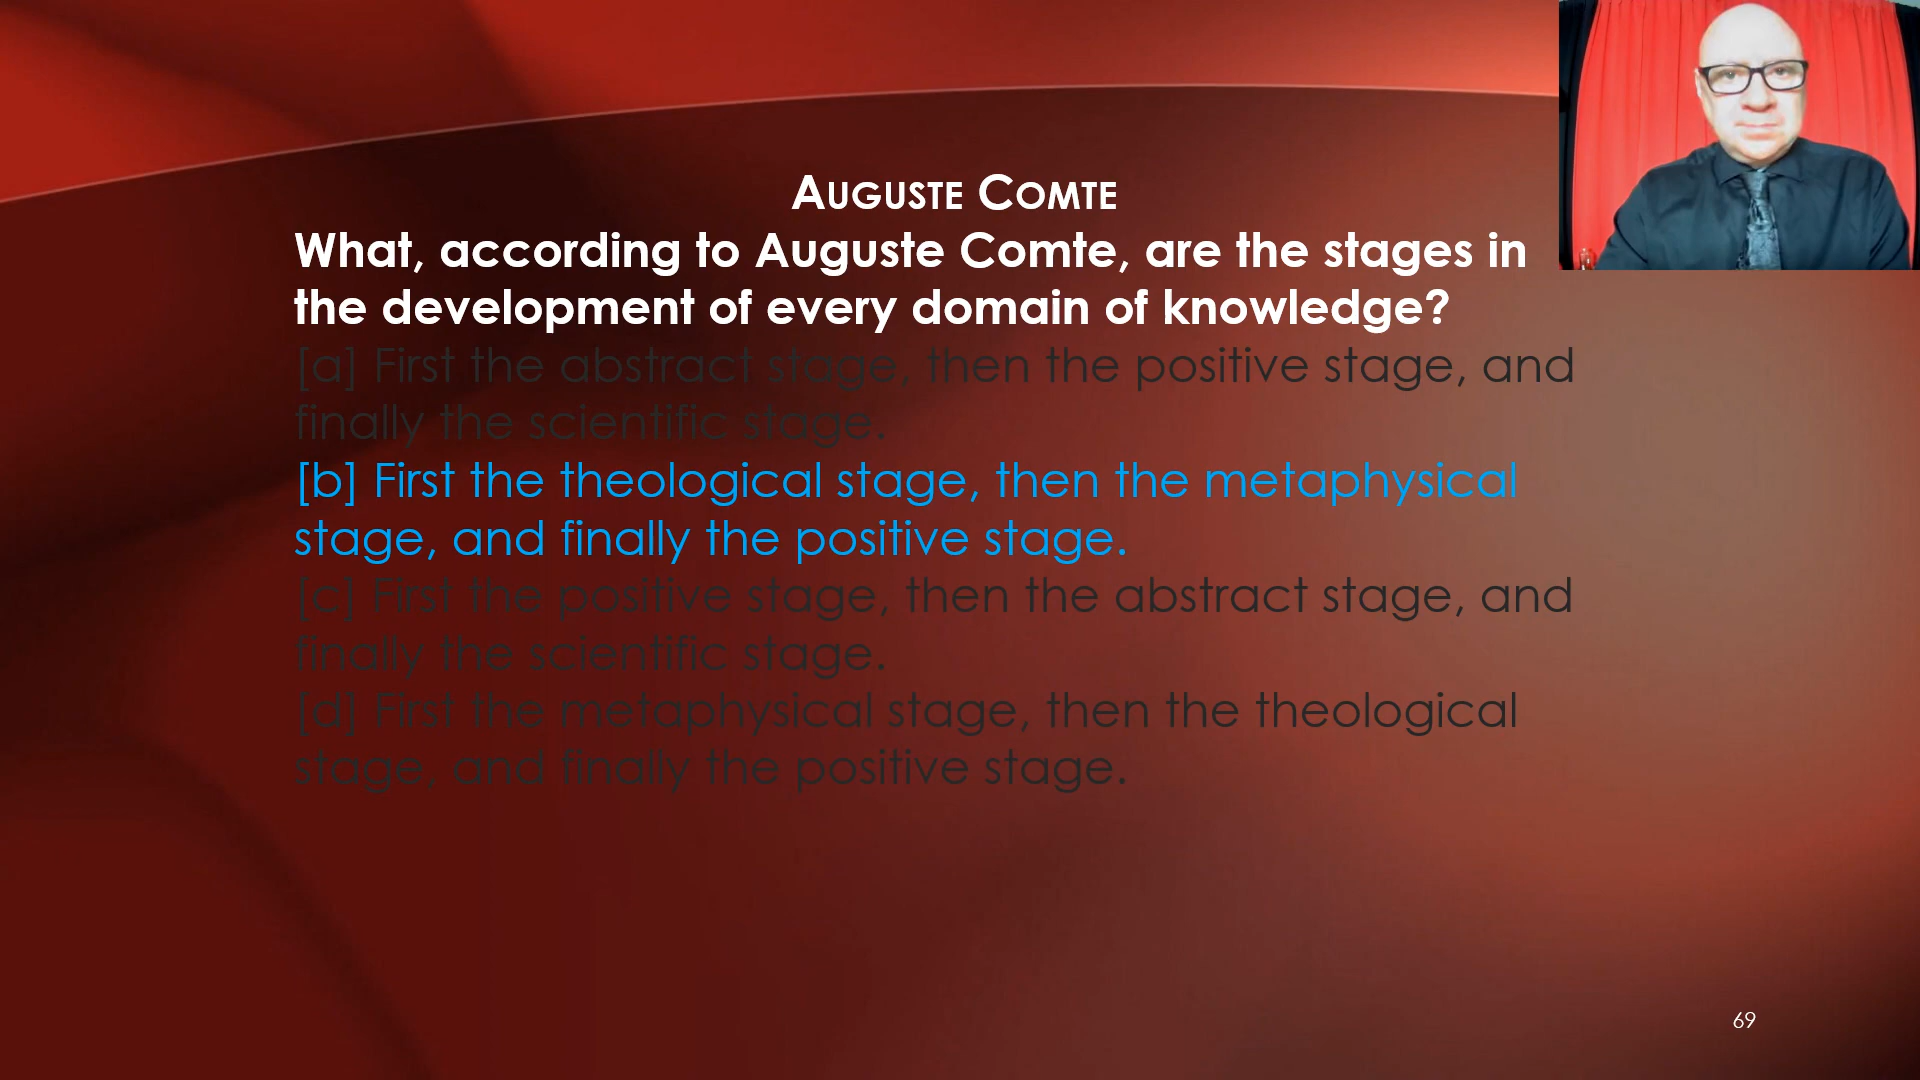 AUGUSTE COMTE
What, according to Auguste Comte, are the stages in
the development of every domain of knowledge?
[a] First the abstract stage, then the positive stage, and
finally the scientific stage.
[b] First the theological stage, then the metaphysical
stage, and finally the positive stage.
[c] First the positive stage, then the abstract stage, and
finally the scientific stage.
[d] First the metaphysical stage, then the theological
stage, and finally the positive stage.
69